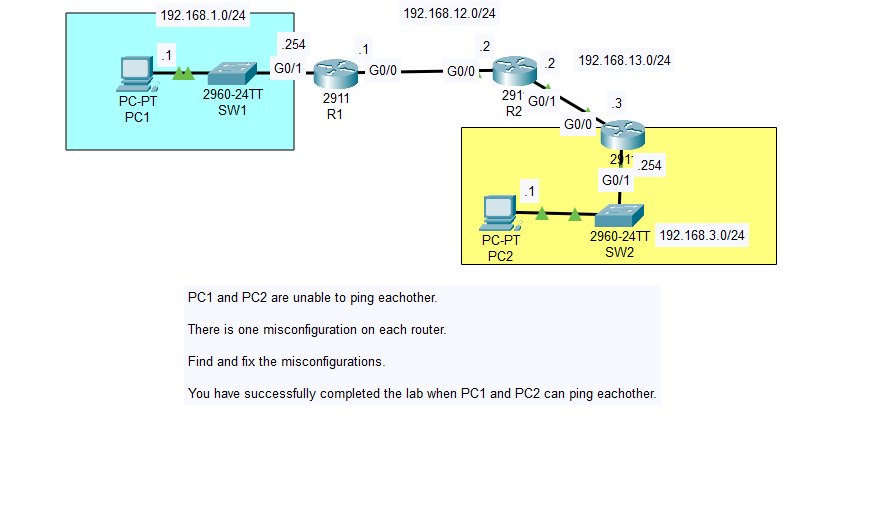 192.168.1.0/24
192.168.12.0/24
.254
.1
.2
.1
G0/1
G0/0
G0/0
.2
192.168.13.0/24
PC-PT
PC1
2960-24TT
SW1
2911
R1
R2
G0/1
.3
G0/0
.254
G0/1
.1
PC-PT
PC2
2960-24TT
SW2
192.168.3.0/24
PC1 and PC2 are unable to ping eachother.
There is one misconfiguration on each router.
Find and fix the misconfigurations.
You have successfully completed the lab when PC1 and PC2 can ping eachother.